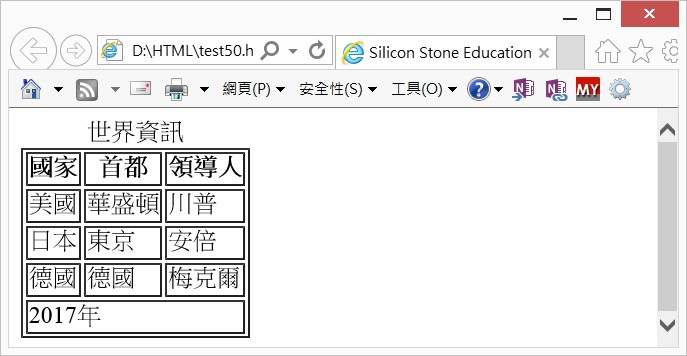 D:\HTML\test50.h
Silicon Stone Education
網頁(P) 安全性(S) 工具(O) ? N N MY
世界資訊
國家 首都 領導人
美國 華盛頓 川普
日本 東京 安倍
德國 德國 梅克爾
2017年